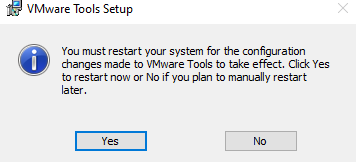 VMware Tools Setup
You must restart your system for the configuration
changes made to VMware Tools to take effect. Click Yes
to restart now or No if you plan to manually restart
later.
Yes No